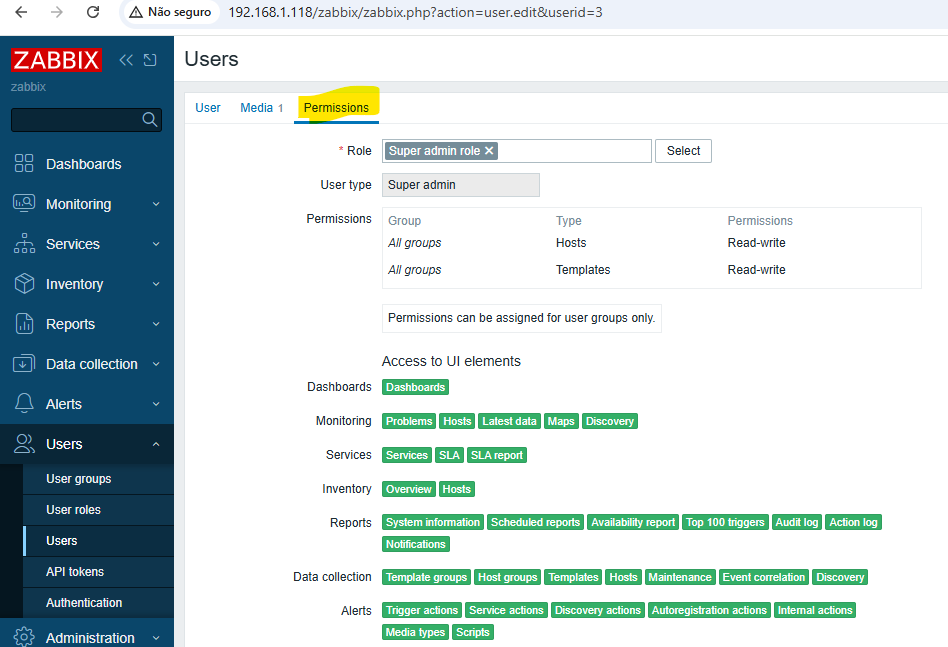 Não seguro 192.168.1.118/zabbix/zabbix.php?action=user.edit&userid=3
ZABBIX
zabbix
Dashboards
Monitoring
Services
Inventory
Reports
Data collection
Alerts
Users
User groups
User roles
Users
API tokens
Authentication
Administration
Users
User Media 1 Permissions
* Role Super admin role Select
User type Super admin
Permissions Group Type Permissions
All groups Hosts Read-write
All groups Templates Read-write
Permissions can be assigned for user groups only.
Access to UI elements
Dashboards Dashboards
Monitoring Problems Hosts Latest data Maps Discovery
Services Services SLA SLA report
Inventory Overview Hosts
Reports System information Scheduled reports Availability report Top 100 triggers Audit log Action log
Notifications
Data collection Template groups Host groups Templates Hosts Maintenance Event correlation Discovery
Alerts Trigger actions Service actions Discovery actions Autoregistration actions Internal actions
Media types Scripts